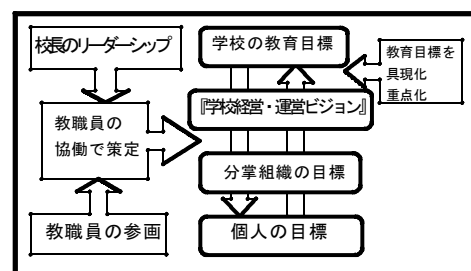 校長のリーダーシップ
教職員の
協働で策定
教職員の参画
学校の教育目標
『学校経営・運営ビジョン』
分掌組織の目標
個人の目標
教育目標を
具現化
重点化